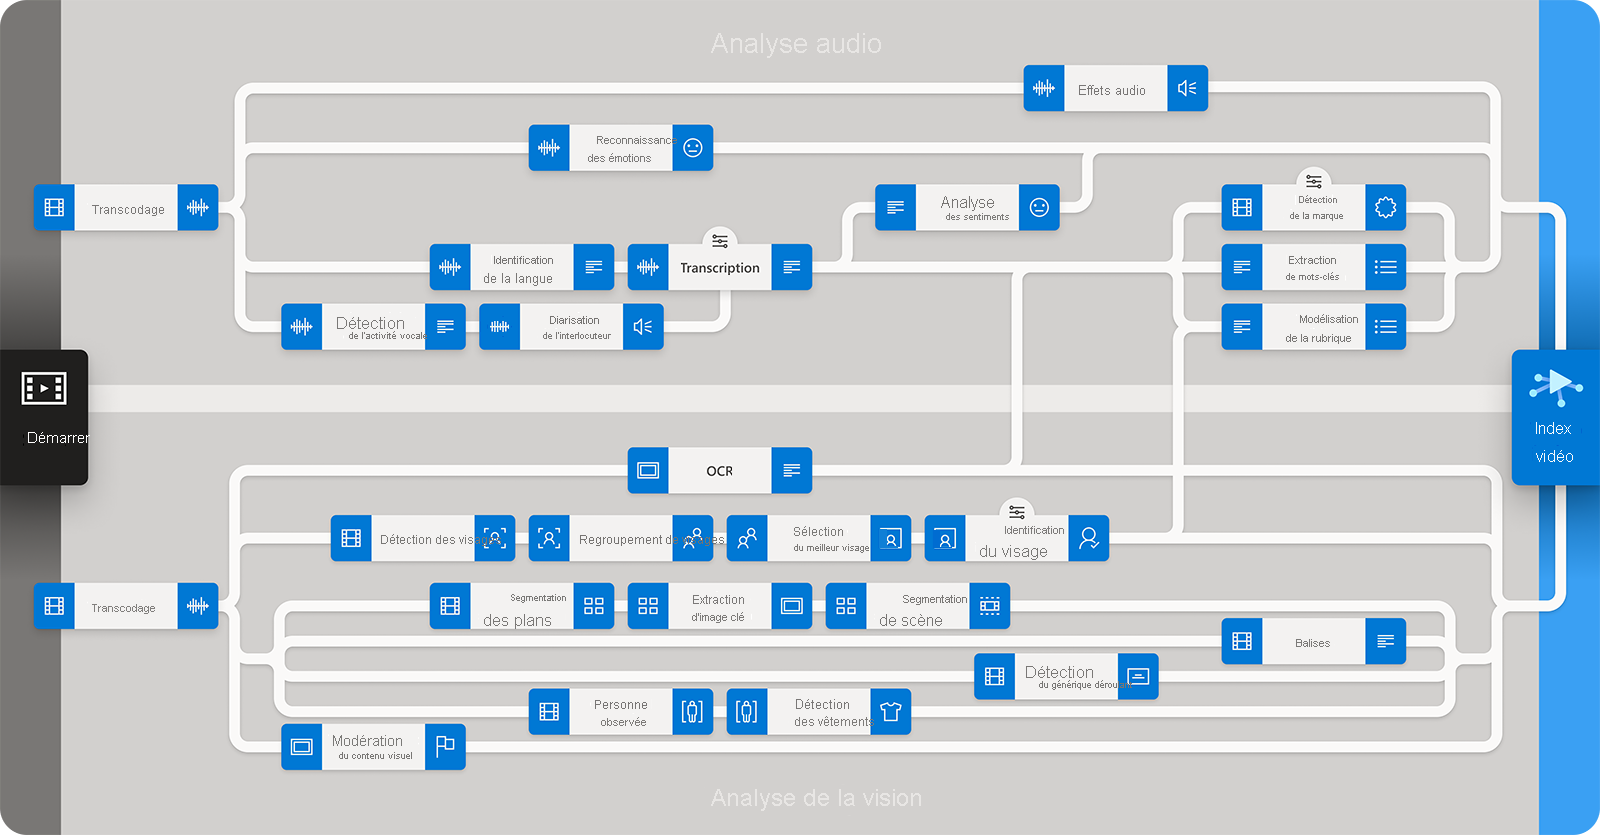 Analyse audio
Effets audio
Reconnaissance
des émotions
Transcodage
Analyse
des sentiments
Détection
de la marque
Identification
de la langue
Transcription
Extraction
de mots-clés
Détection
de l'activité vocale
Diarisation
de l'interlocuteur
Modélisation
de la rubrique
Démarrer
Index
vidéo
OCR
Détection des visages
Regroupement de visages
Sélection
du meilleur visage
Identification
du visage
Transcodage
Segmentation
des plans
Extraction
d'image clé
Segmentation
de scène
Balises
Détection
du générique déroulant
Personne
observée
Détection
des vêtements
Modération
du contenu visuel
Analyse de la vision